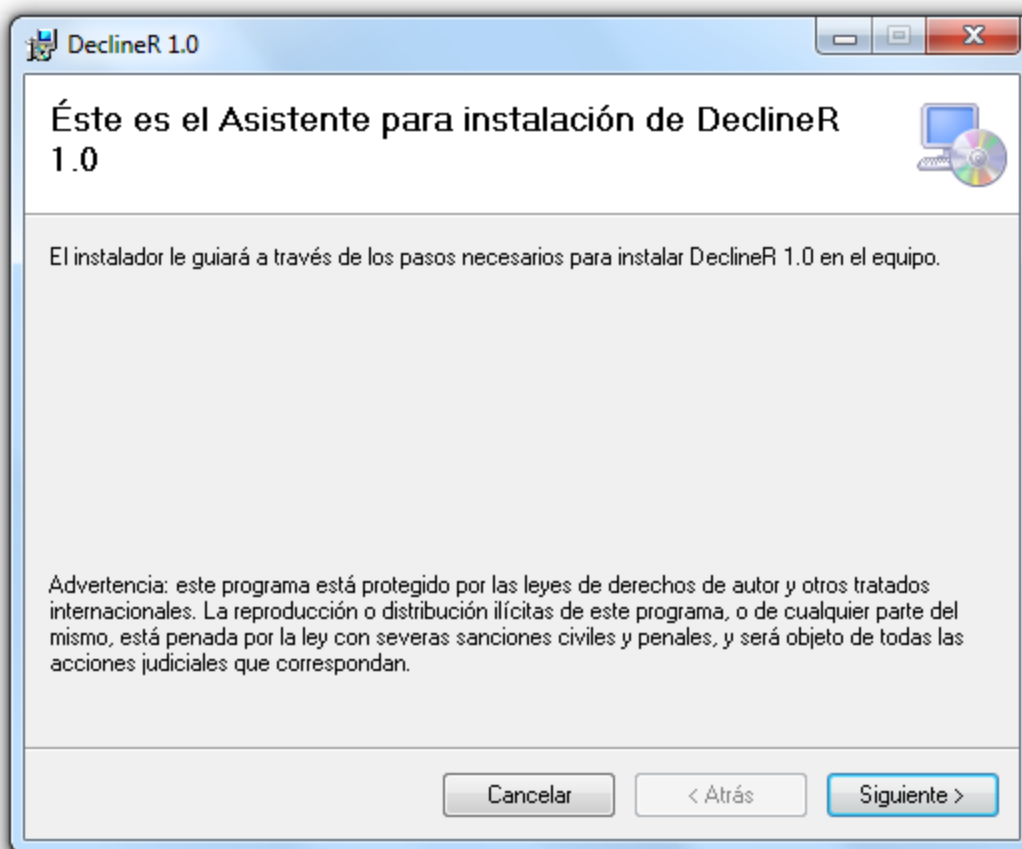 DeclineR 1.0
Éste es el Asistente para instalación de DeclineR
1.0
El instalador le guiará a través de los pasos necesarios para instalar DeclineR 1.0 en el equipo.
Advertencia: este programa está protegido por las leyes de derechos de autor y otros tratados
internacionales. La reproducción o distribución ilícitas de este programa, o de cualquier parte del
mismo, está penada por la ley con severas sanciones civiles y penales, y será objeto de todas las
acciones judiciales que correspondan.
Cancelar < Atrás Siguiente >